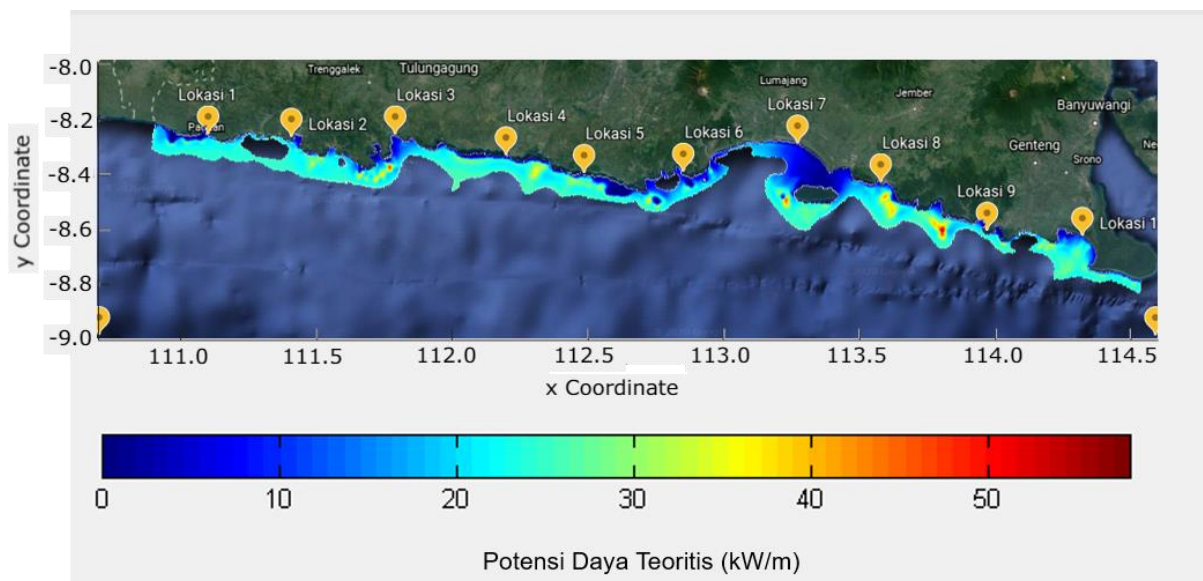 -8.0
-8.2
-8.4
-8.6
-8.8
-9.0
y Coordinate
Trenggalek
Tulungagung
Lumajang
Jember
Banyuwangi
Genteng
Srono
Lokasi 1
Lokasi 2
Lokasi 3
Lokasi 4
Lokasi 5
Lokasi 6
Lokasi 7
Lokasi 8
Lokasi 9
Lokasi 1
111.0 111.5 112.0 112.5 113.0 113.5 114.0 114.5
x Coordinate
0 10 20 30 40 50
Potensi Daya Teoritis (kW/m)